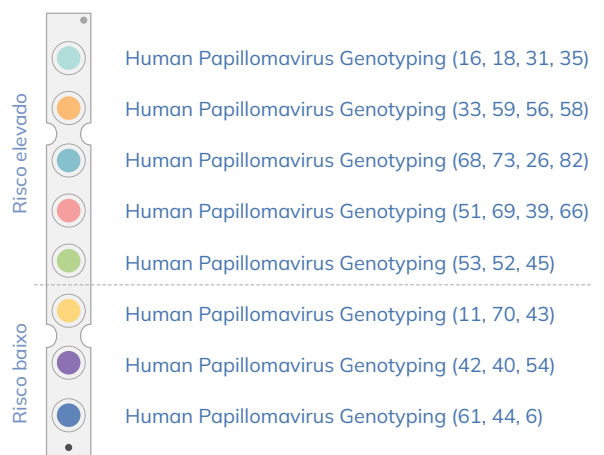 Risco elevado
Human Papillomavirus Genotyping (16, 18, 31, 35)
Human Papillomavirus Genotyping (33, 59, 56, 58)
Human Papillomavirus Genotyping (68, 73, 26, 82)
Human Papillomavirus Genotyping (51, 69, 39, 66)
Human Papillomavirus Genotyping (53, 52, 45)
Risco baixo
Human Papillomavirus Genotyping (11, 70, 43)
Human Papillomavirus Genotyping (42, 40, 54)
Human Papillomavirus Genotyping (61, 44, 6)